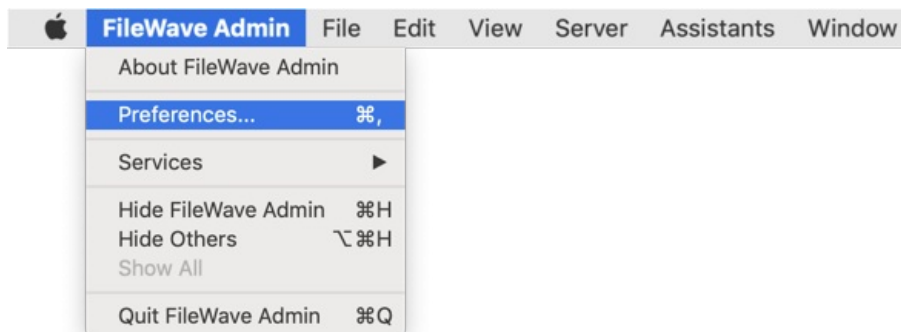 FileWave Admin File Edit View Server Assistants Window
About FileWave Admin
Preferences... ⌘,
Services ▶
Hide FileWave Admin ⌘H
Hide Others ⌥⌘H
Show All
Quit FileWave Admin ⌘Q